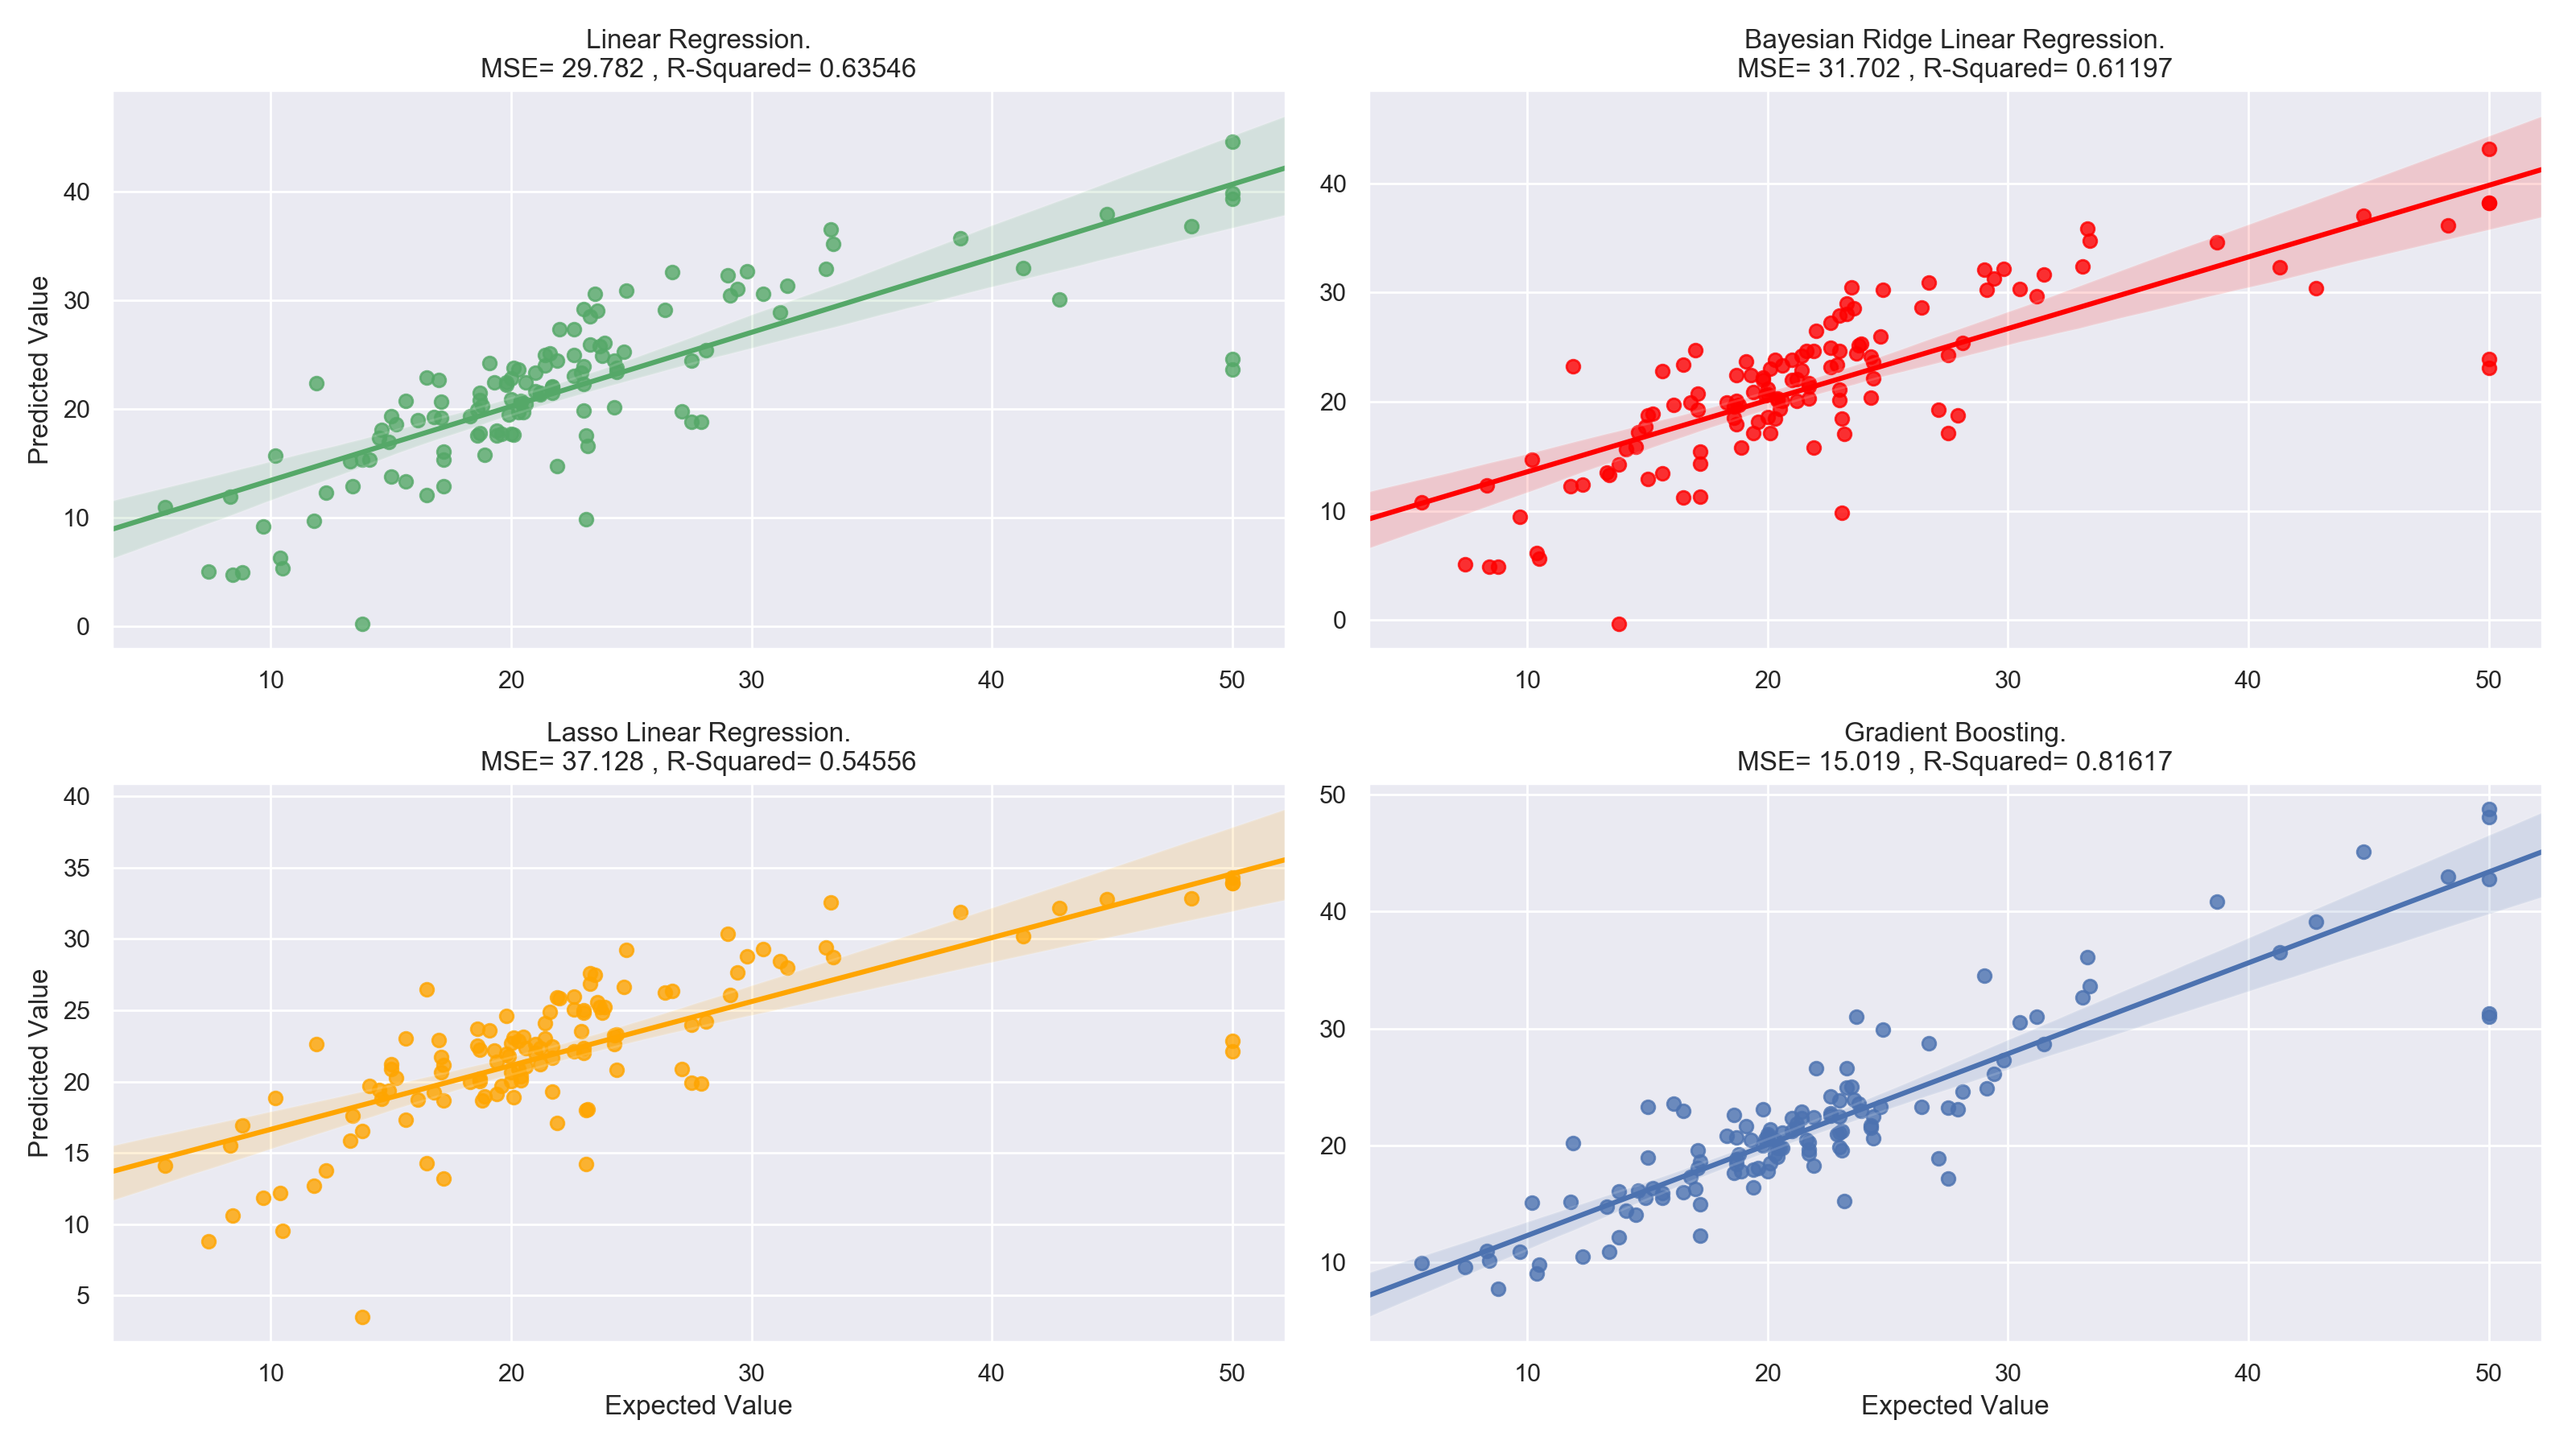 Linear Regression.
MSE= 29.782 , R-Squared= 0.63546
Predicted Value
40
30
20
10
0
10 20 30 40 50
Bayesian Ridge Linear Regression.
MSE= 31.702 , R-Squared= 0.61197
40
30
20
10
0
10 20 30 40 50
Lasso Linear Regression.
MSE= 37.128 , R-Squared= 0.54556
Predicted Value
40
35
30
25
20
15
10
5
10 20 30 40 50
Expected Value
Gradient Boosting.
MSE= 15.019 , R-Squared= 0.81617
50
40
30
20
10
10 20 30 40 50
Expected Value